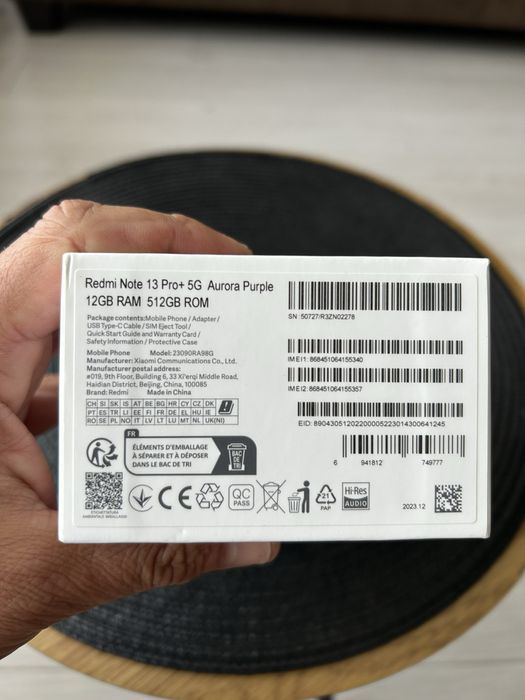 Redmi Note 13 Pro+ 5G Aurora Purple
12GB RAM 512GB ROM
Package contents:Mobile Phone / Adapter /
USB Type-C Cable / SIM Eject Tool /
Quick Start Guide and Warranty Card /
Safety Information / Protective Case
Mobile Phone Model: 23090RA98G
Manufacturer: Xiaomi Communications Co., Ltd.
Manufacturer postal address:
#019, 9th Floor, Building 6, 33 Xi'erqi Middle Road,
Haidian District, Beijing, China, 100085
Brand: Redmi Made in China
CH SI SK IS AT BE BG HR CY CZ DK
PT ES TR LI EE FI FR DE EL HU IE
RO SE PL NO IT LV LT LU MT NL UK(NI)
SN: 50727/R3ZN02278
IMEI1: 868451064155340
IMEI2: 868451064155357
EID: 89043051202200005223014300641245
6 941812 749777
FR
ÉLÉMENTS D'EMBALLAGE
À SÉPARER ET À DÉPOSER
DANS LE BAC DE TRI
BAC
DE
TRI
ETICHETTATURA
AMBIENTALE IMBALLAGGI
CE
QC
PASS
21
PAP
Hi-Res
AUDIO
2023.12